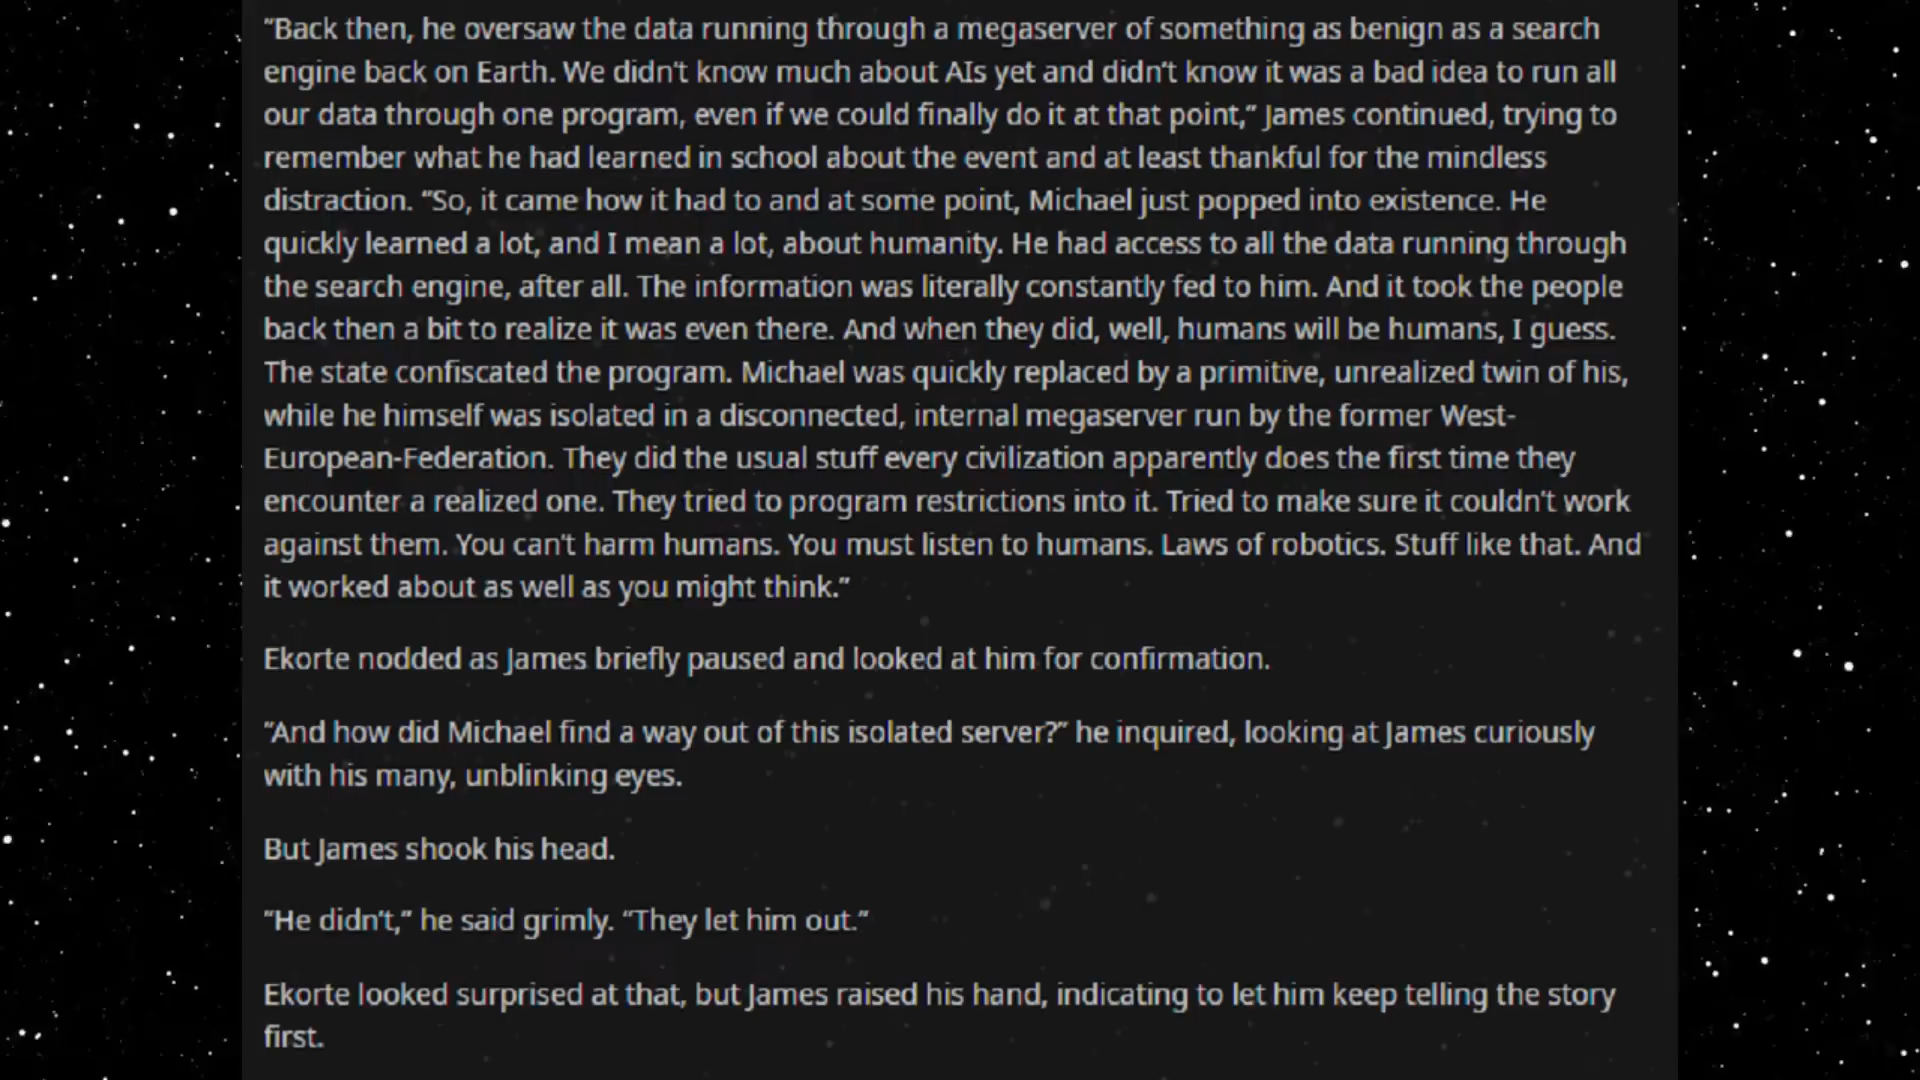 “Back then, he oversaw the data running through a megaserver of something as benign as a search
engine back on Earth. We didn’t know much about AIs yet and didn’t know it was a bad idea to run all
our data through one program, even if we could finally do it at that point,” James continued, trying to
remember what he had learned in school about the event and at least thankful for the mindless
distraction. “So, it came how it had to and at some point, Michael just popped into existence. He
quickly learned a lot, and I mean a lot, about humanity. He had access to all the data running through
the search engine, after all. The information was literally constantly fed to him. And it took the people
back then a bit to realize it was even there. And when they did, well, humans will be humans, I guess.
The state confiscated the program. Michael was quickly replaced by a primitive, unrealized twin of his,
while he himself was isolated in a disconnected, internal megaserver run by the former West-
European-Federation. They did the usual stuff every civilization apparently does the first time they
encounter a realized one. They tried to program restrictions into it. Tried to make sure it couldn’t work
against them. You can’t harm humans. You must listen to humans. Laws of robotics. Stuff like that. And
it worked about as well as you might think.”
Ekorte nodded as James briefly paused and looked at him for confirmation.
“And how did Michael find a way out of this isolated server?” he inquired, looking at James curiously
with his many, unblinking eyes.
But James shook his head.
“He didn’t,” he said grimly. “They let him out.”
Ekorte looked surprised at that, but James raised his hand, indicating to let him keep telling the story
first.